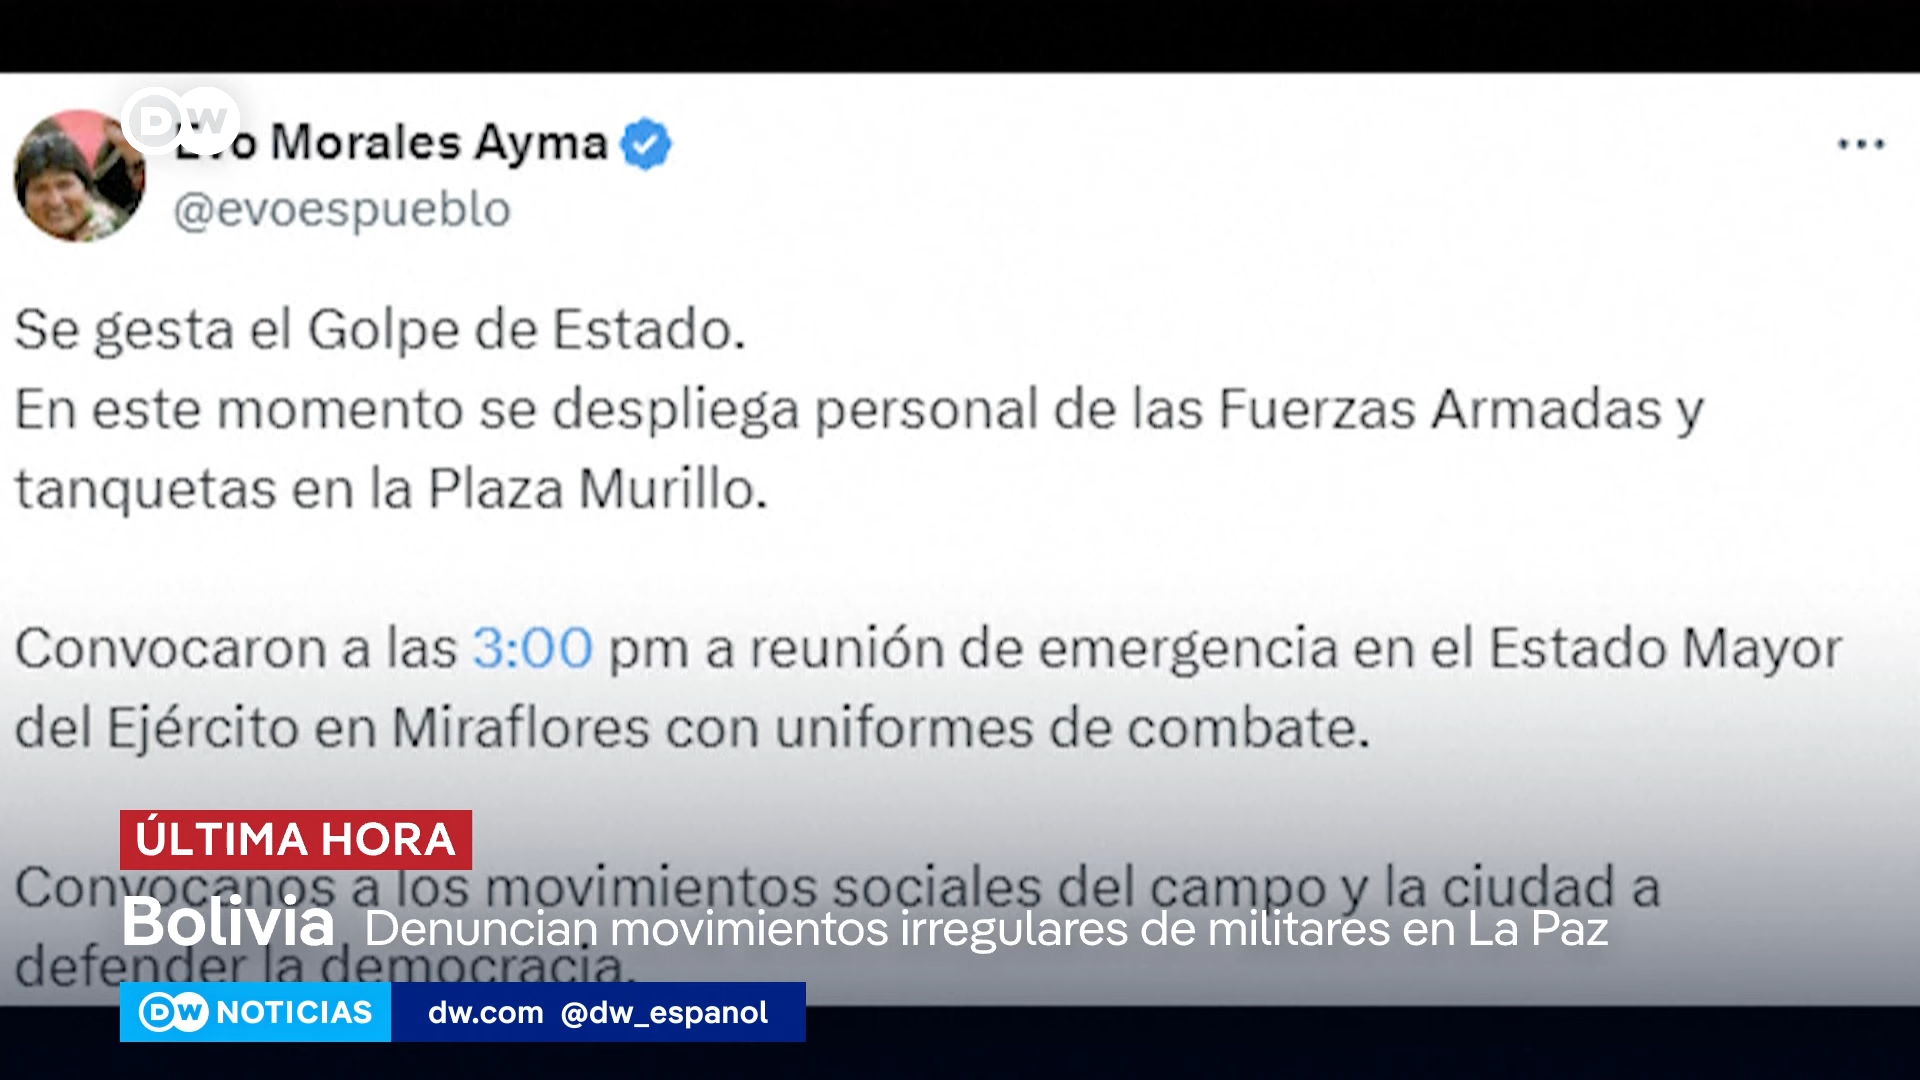 DW
Evo Morales Ayma
@evoespueblo
Se gesta el Golpe de Estado.
En este momento se despliega personal de las Fuerzas Armadas y
tanquetas en la Plaza Murillo.
Convocaron a las 3:00 pm a reunión de emergencia en el Estado Mayor
del Ejército en Miraflores con uniformes de combate.
ÚLTIMA HORA
Convocanos a los movimientos sociales del campo y la ciudad a
Bolivia Denuncian movimientos irregulares de militares en La Paz
defender la democracia.
DW NOTICIAS dw.com @dw_espanol